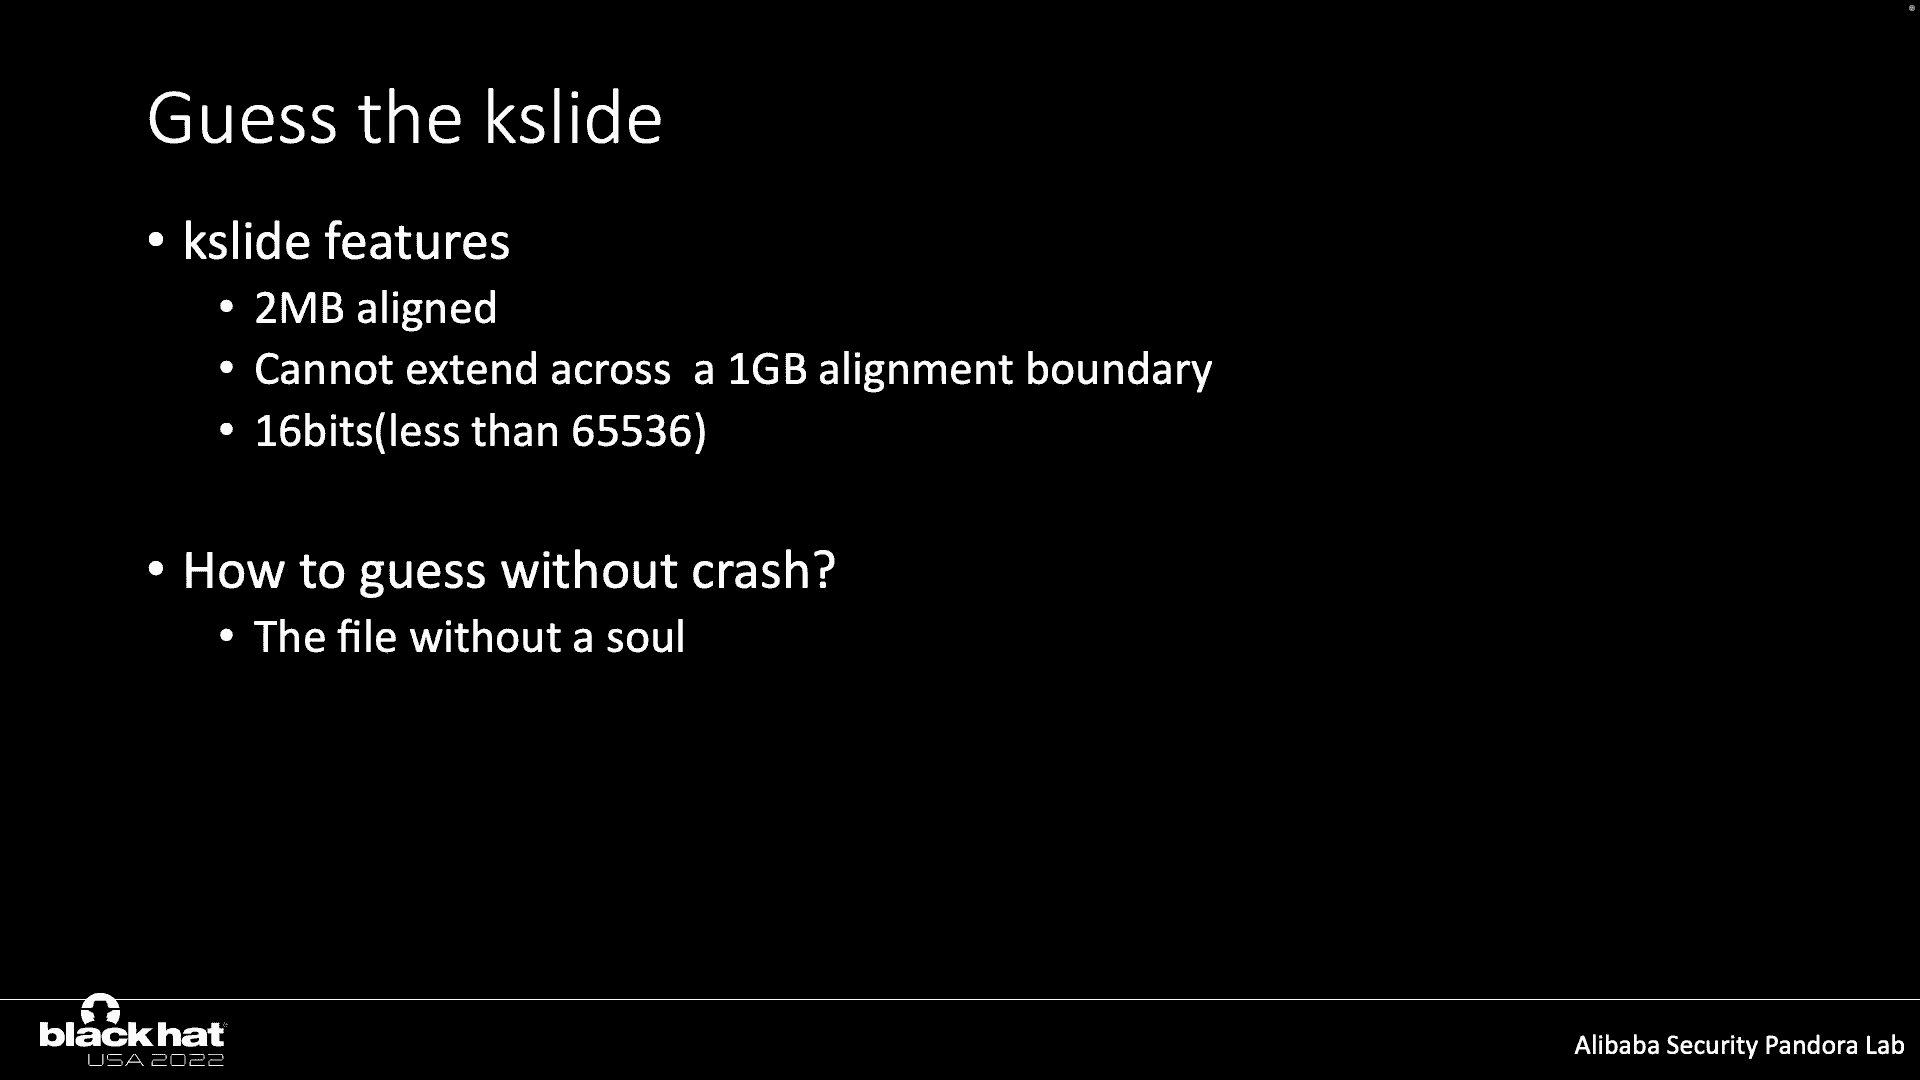 Guess the kslide
• kslide features
• 2MB aligned
• Cannot extend across  a 1GB alignment boundary
• 16bits(less than 65536)
• How to guess without crash?
• The file without a soul
black hat
USA 2022
Alibaba Security Pandora Lab